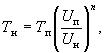 Tн = Tп (Uп / Uн)ⁿ,